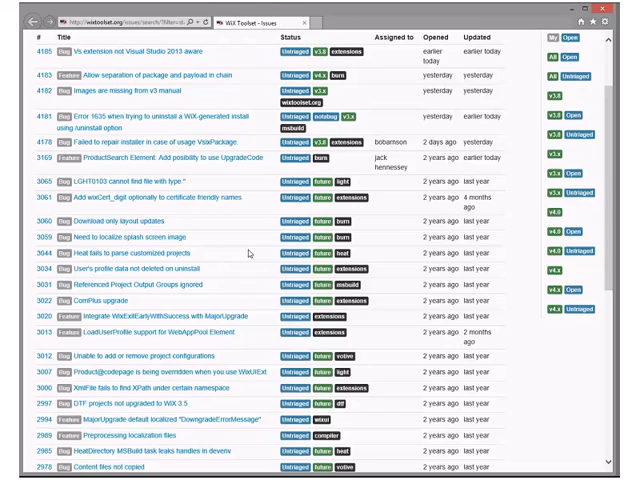 http://wixtoolset.org/issues/search/?filter=st
WiX Toolset - Issues
# Title Status Assigned to Opened Updated
4185 Bug Vs extension not Visual Studio 2013 aware Untriaged v3.8 extensions earlier today earlier today
4183 Feature Allow separation of package and payload in chain Untriaged v4.x burn yesterday yesterday
4182 Bug Images are missing from v3 manual Untriaged v3.x wixtoolset.org yesterday yesterday
4181 Bug Error 1635 when trying to uninstall a WiX-generated install using /uninstall option Untriaged notabug v3.x msbuild yesterday yesterday
4178 Bug Failed to repair installer in case of usage VsixPackage. Untriaged v3.8 extensions bobarnson 2 days ago yesterday
3169 Feature ProductSearch Element: Add posibility to use UpgradeCode Untriaged burn jack hennessey 2 years ago earlier today
3065 Bug LGHT0103 cannot find file with type '' Untriaged future light 2 years ago last year
3061 Bug Add wixCert_digit optionally to certificate friendly names Untriaged future extensions 2 years ago 4 months ago
3060 Bug Download only layout updates Untriaged future burn 2 years ago last year
3059 Bug Need to localize splash screen image Untriaged future burn 2 years ago last year
3044 Bug Heat fails to parse customized projects Untriaged future heat 2 years ago last year
3034 Bug User's profile data not deleted on uninstall Untriaged future extensions 2 years ago last year
3031 Bug Referenced Project Output Groups ignored Untriaged future msbuild 2 years ago last year
3022 Bug ComPlus upgrade Untriaged future extensions 2 years ago last year
3020 Feature Integrate WixExitEarlyWithSuccess with MajorUpgrade Untriaged extensions 2 years ago last year
3013 Feature LoadUserProfile support for WebAppPool Element Untriaged extensions 2 years ago 2 months ago
3012 Bug Unable to add or remove project configurations Untriaged future votive 2 years ago last year
3007 Bug Product@codepage is being overridden when you use WixUIExt Untriaged future light 2 years ago last year
3000 Bug XmlFile fails to find XPath under certain namespace Untriaged future extensions 2 years ago last year
2997 Bug DTF projects not upgraded to WiX 3.5 Untriaged future dtf 2 years ago last year
2994 Feature MajorUpgrade default localized "DowngradeErrorMessage" Untriaged wixui 2 years ago last year
2989 Feature Preprocessing localization files Untriaged compiler 2 years ago last year
2985 Bug HeatDirectory MSBuild task leaks handles in devenv Untriaged future heat 2 years ago last year
2978 Bug Content files not copied Untriaged future votive 2 years ago last year
My Open
All Open
All Untriaged
v3.8
v3.8 Open
v3.8 Untriaged
v3.x
v3.x Open
v3.x Untriaged
v4.0
v4.0 Open
v4.0 Untriaged
v4.x
v4.x Open
v4.x Untriaged